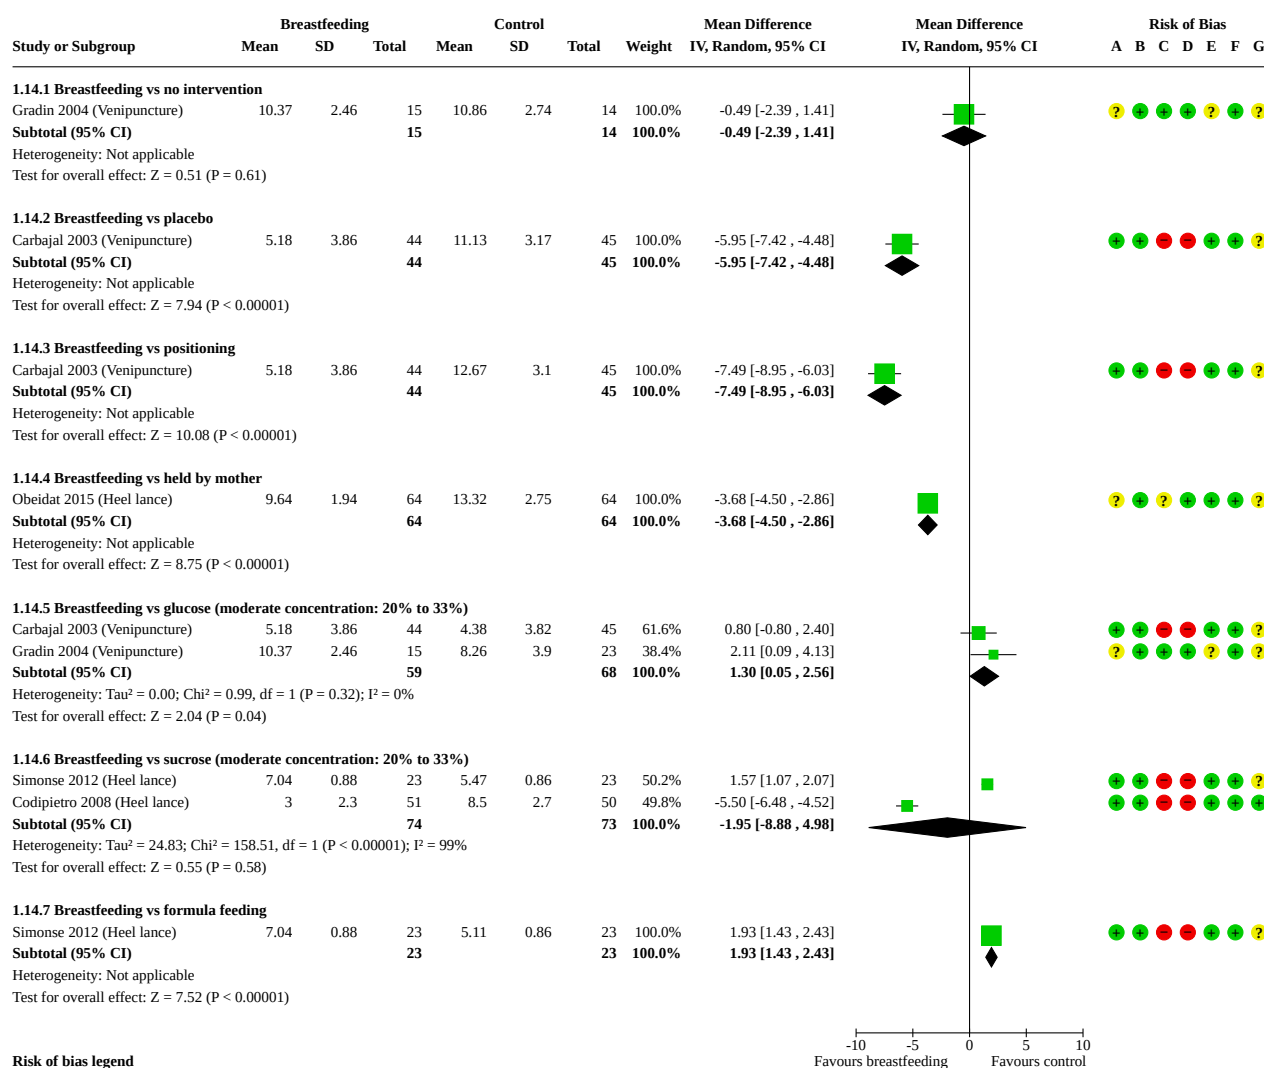 Breastfeeding Control Mean Difference Mean Difference Risk of Bias
Study or Subgroup Mean SD Total Mean SD Total Weight IV, Random, 95% CI IV, Random, 95% CI A B C D E F G
1.14.1 Breastfeeding vs no intervention
Gradin 2004 (Venipuncture) 10.37 2.46 15 10.86 2.74 14 100.0% -0.49 [-2.39 , 1.41] ? + + + ? + ?
Subtotal (95% CI) 15 14 100.0% -0.49 [-2.39 , 1.41]
Heterogeneity: Not applicable
Test for overall effect: Z = 0.51 (P = 0.61)
1.14.2 Breastfeeding vs placebo
Carbajal 2003 (Venipuncture) 5.18 3.86 44 11.13 3.17 45 100.0% -5.95 [-7.42 , -4.48] + + − − + + ?
Subtotal (95% CI) 44 45 100.0% -5.95 [-7.42 , -4.48]
Heterogeneity: Not applicable
Test for overall effect: Z = 7.94 (P < 0.00001)
1.14.3 Breastfeeding vs positioning
Carbajal 2003 (Venipuncture) 5.18 3.86 44 12.67 3.1 45 100.0% -7.49 [-8.95 , -6.03] + + − − + + ?
Subtotal (95% CI) 44 45 100.0% -7.49 [-8.95 , -6.03]
Heterogeneity: Not applicable
Test for overall effect: Z = 10.08 (P < 0.00001)
1.14.4 Breastfeeding vs held by mother
Obeidat 2015 (Heel lance) 9.64 1.94 64 13.32 2.75 64 100.0% -3.68 [-4.50 , -2.86] ? + ? + + + ?
Subtotal (95% CI) 64 64 100.0% -3.68 [-4.50 , -2.86]
Heterogeneity: Not applicable
Test for overall effect: Z = 8.75 (P < 0.00001)
1.14.5 Breastfeeding vs glucose (moderate concentration: 20% to 33%)
Carbajal 2003 (Venipuncture) 5.18 3.86 44 4.38 3.82 45 61.6% 0.80 [-0.80 , 2.40] + + − − + + ?
Gradin 2004 (Venipuncture) 10.37 2.46 15 8.26 3.9 23 38.4% 2.11 [0.09 , 4.13] ? + + + ? + ?
Subtotal (95% CI) 59 68 100.0% 1.30 [0.05 , 2.56]
Heterogeneity: Tau² = 0.00; Chi² = 0.99, df = 1 (P = 0.32); I² = 0%
Test for overall effect: Z = 2.04 (P = 0.04)
1.14.6 Breastfeeding vs sucrose (moderate concentration: 20% to 33%)
Simonse 2012 (Heel lance) 7.04 0.88 23 5.47 0.86 23 50.2% 1.57 [1.07 , 2.07] + + − − + + ?
Codipietro 2008 (Heel lance) 3 2.3 51 8.5 2.7 50 49.8% -5.50 [-6.48 , -4.52] + + − − + + +
Subtotal (95% CI) 74 73 100.0% -1.95 [-8.88 , 4.98]
Heterogeneity: Tau² = 24.83; Chi² = 158.51, df = 1 (P < 0.00001); I² = 99%
Test for overall effect: Z = 0.55 (P = 0.58)
1.14.7 Breastfeeding vs formula feeding
Simonse 2012 (Heel lance) 7.04 0.88 23 5.11 0.86 23 100.0% 1.93 [1.43 , 2.43] + + − − + + ?
Subtotal (95% CI) 23 23 100.0% 1.93 [1.43 , 2.43]
Heterogeneity: Not applicable
Test for overall effect: Z = 7.52 (P < 0.00001)
-10 -5 0 5 10
Favours breastfeeding Favours control
Risk of bias legend